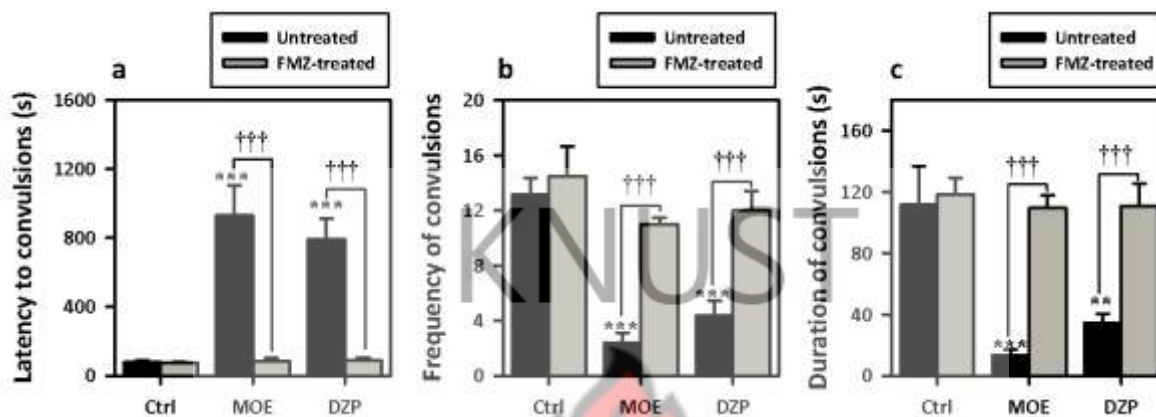 Untreated
FMZ-treated
a
Latency to convulsions (s)
1600
1200
800
400
0
†††
***
†††
***
Ctrl MOE DZP
Untreated
FMZ-treated
b
Frequency of convulsions
20
16
12
8
4
0
†††
***
†††
***
Ctrl MOE DZP
Untreated
FMZ-treated
c
Duration of convulsions (s)
160
120
80
40
0
†††
***
†††
**
Ctrl MOE DZP
KNUST